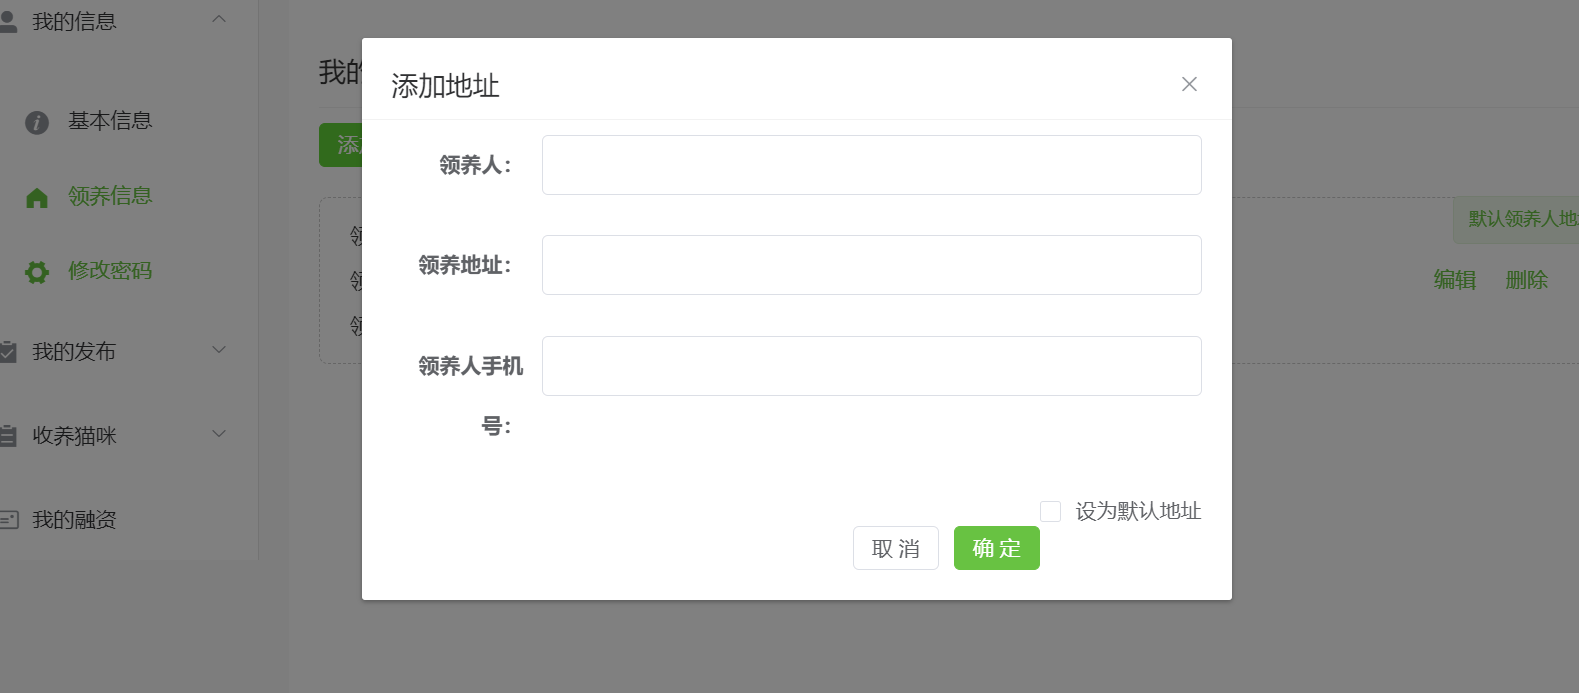 我的信息
基本信息
领养信息
修改密码
我的发布
收养猫咪
我的融资
我的
添加地址
领养人：
领养地址：
领养人手机
号：
设为默认地址
取 消
确 定
默认领养人地
编辑
删除